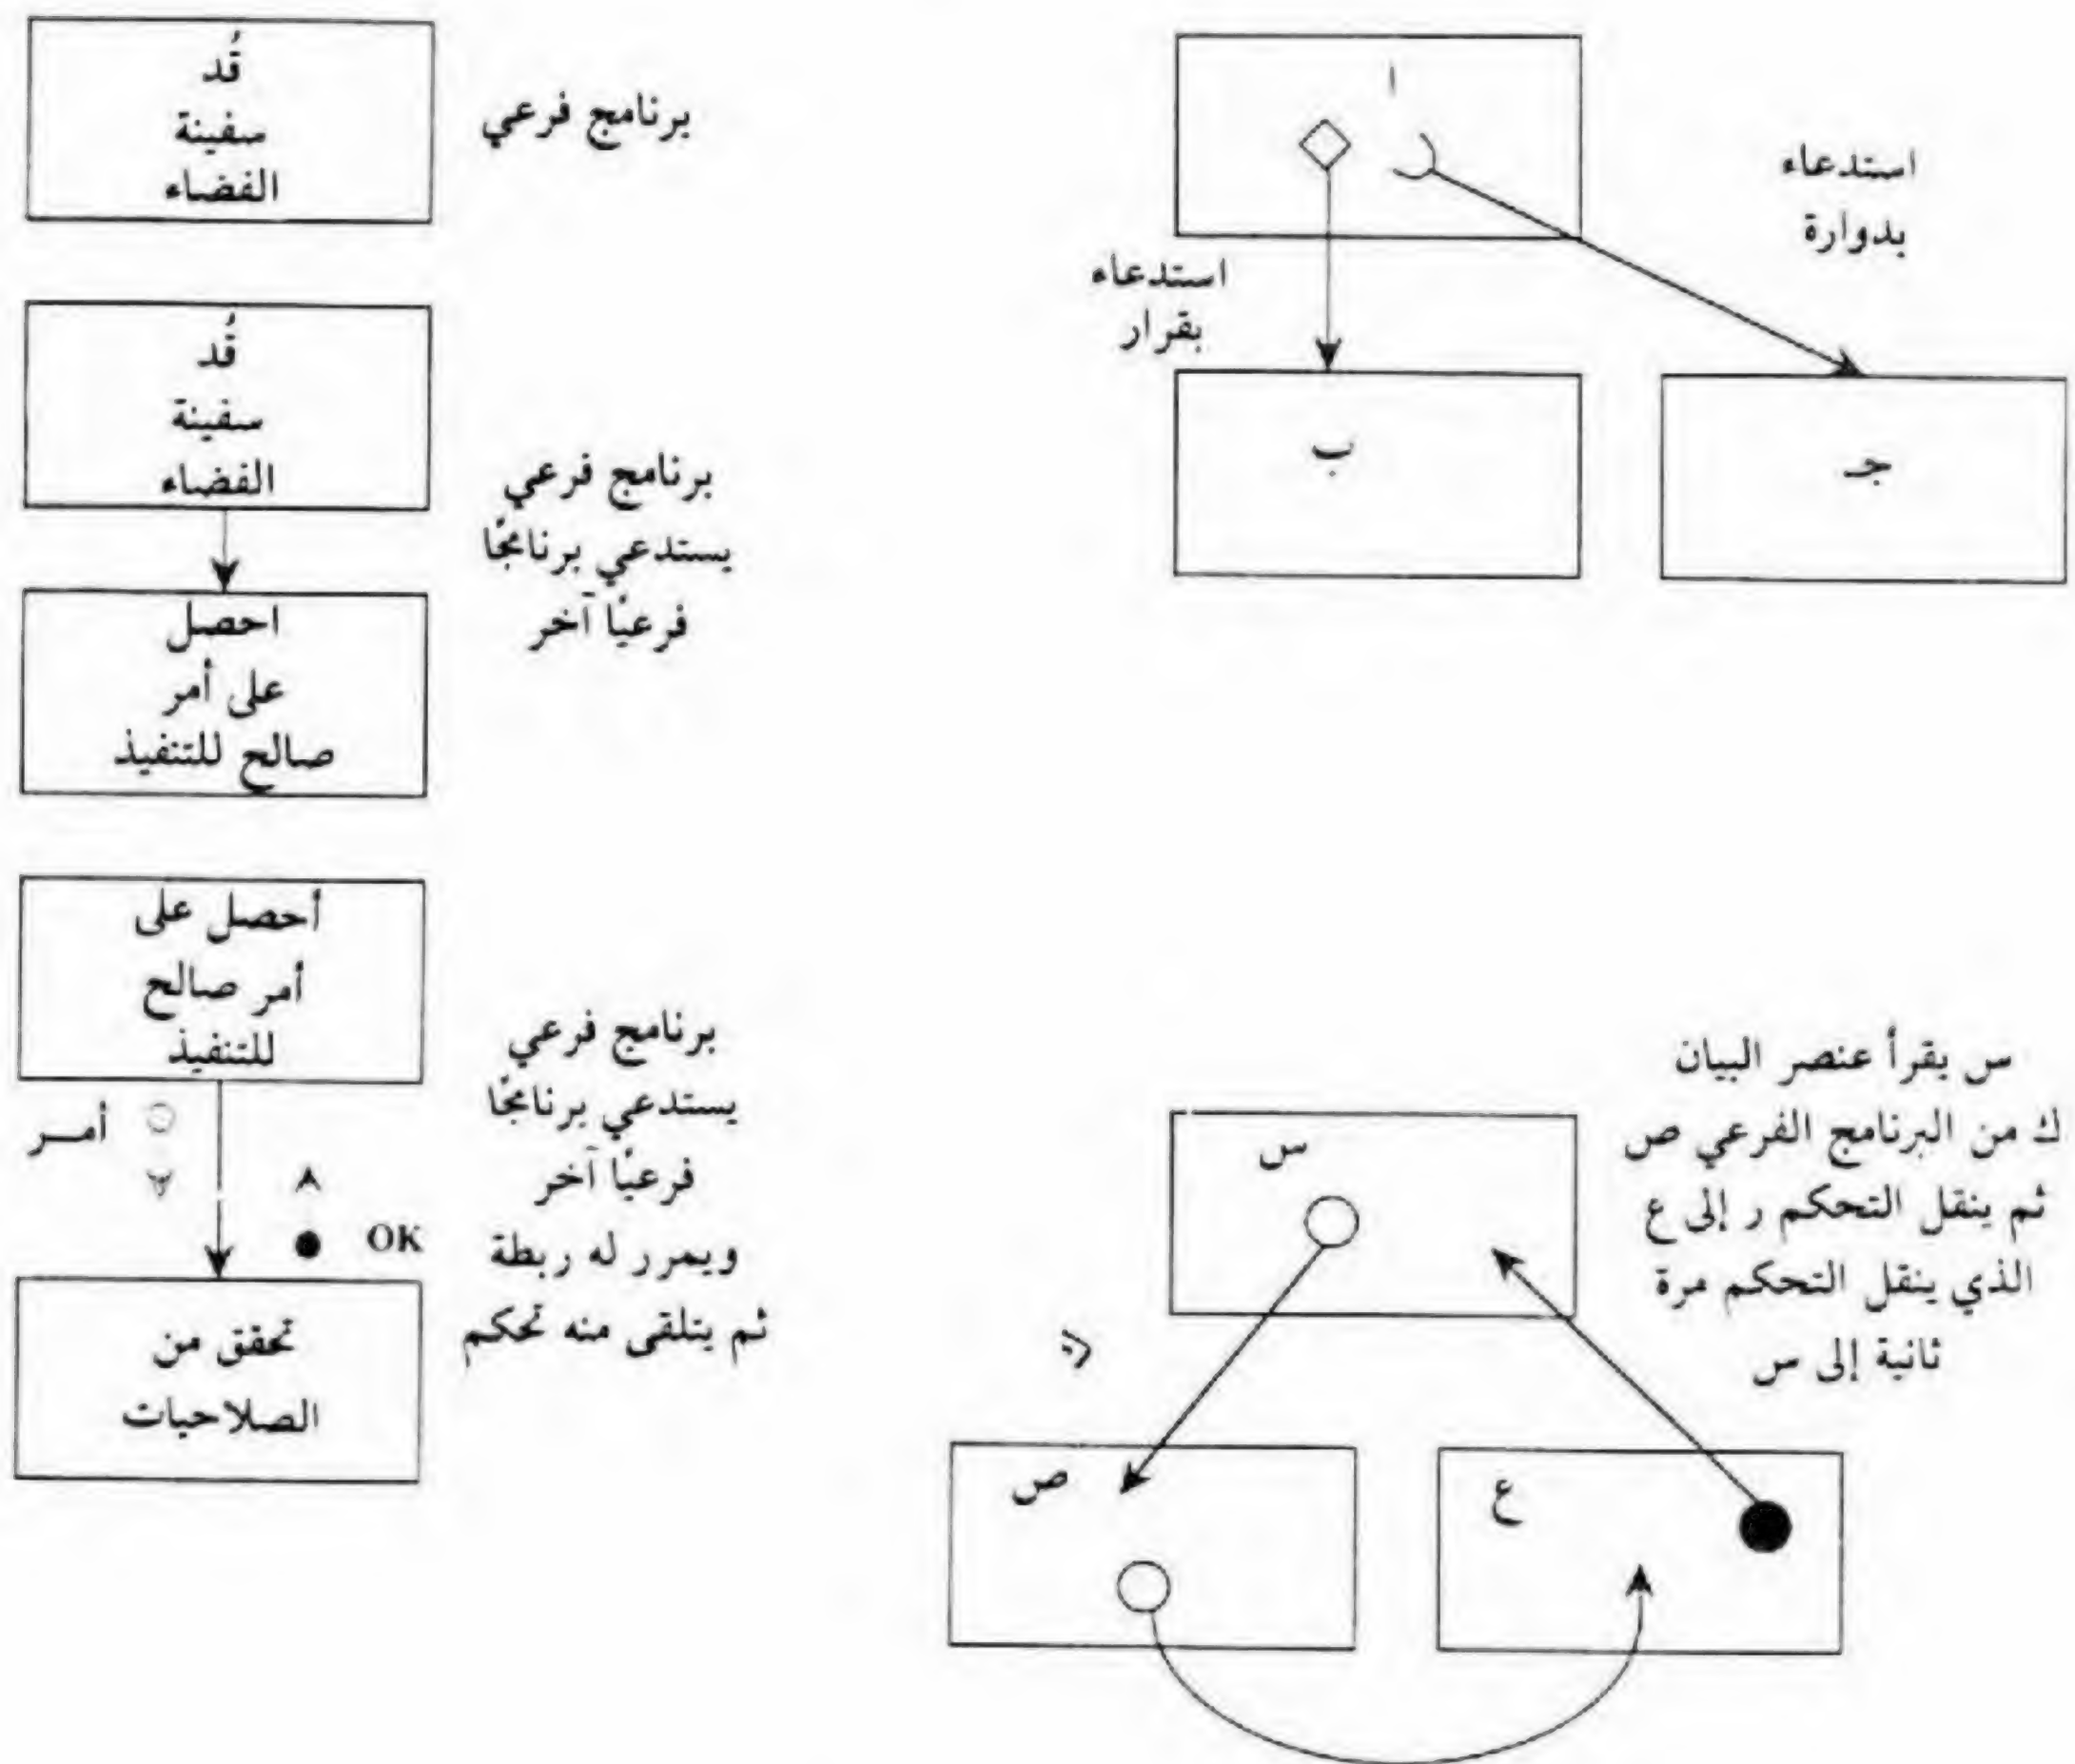 قُد
سفينة
الفضاء
برنامج فرعي
قُد
سفينة
الفضاء
برنامج فرعي
يستدعي برنامجًا
فرعيًا آخر
احصل
على أمر
صالح للتنفيذ
أحصل على
أمر صالح
للتنفيذ
أمـــر
OK
برنامج فرعي
يستدعي برنامجًا
فرعيًا آخر
ويمرر له ربطة
ثم يتلقى منه تحكم
تحقق من
الصلاحيات
ا
استدعاء
بدوارة
استدعاء
بقرار
ب
جـ
س يقرأ عنصر البيان
ك من البرنامج الفرعي ص
ثم ينقل التحكم ر إلى ع
الذي ينقل التحكم مرة
ثانية إلى س
س
ك
ص
ع